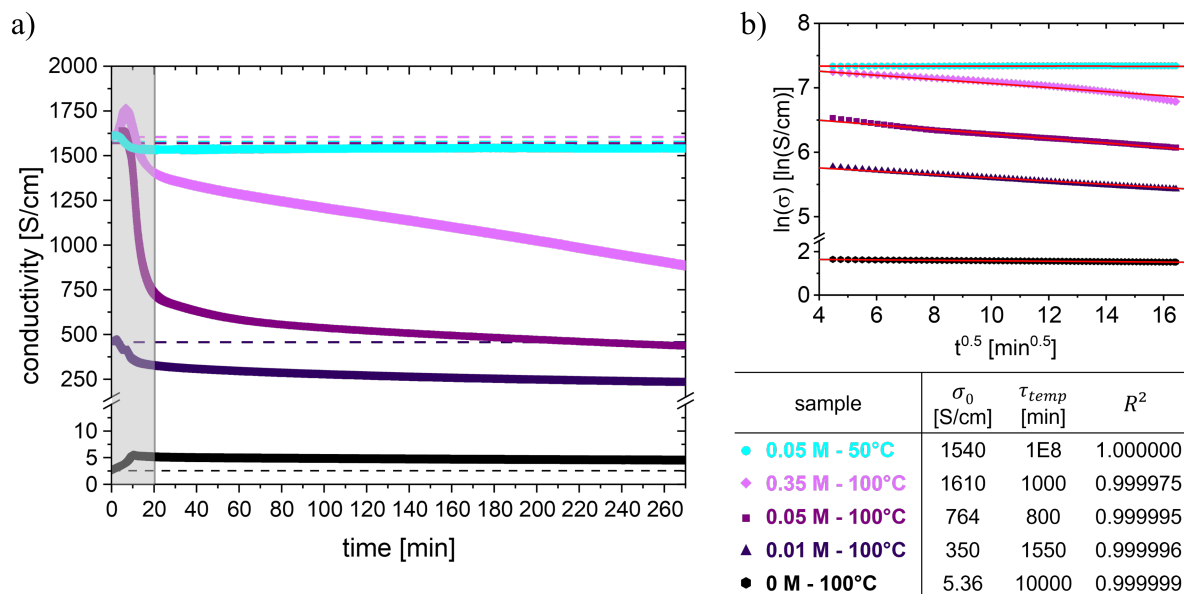 a)
2000
1750
1500
1250
1000
750
500
250
10
5
0
conductivity [S/cm]
0 20 40 60 80 100 120 140 160 180 200 220 240 260
time [min]
b)
8
7
6
5
2
0
ln(σ) [ln(S/cm)]
4 6 8 10 12 14 16
t^0.5 [min^0.5]
sample σ₀ [S/cm] τ_temp [min] R²
0.05 M - 50°C 1540 1E8 1.000000
0.35 M - 100°C 1610 1000 0.999975
0.05 M - 100°C 764 800 0.999995
0.01 M - 100°C 350 1550 0.999996
0 M - 100°C 5.36 10000 0.999999